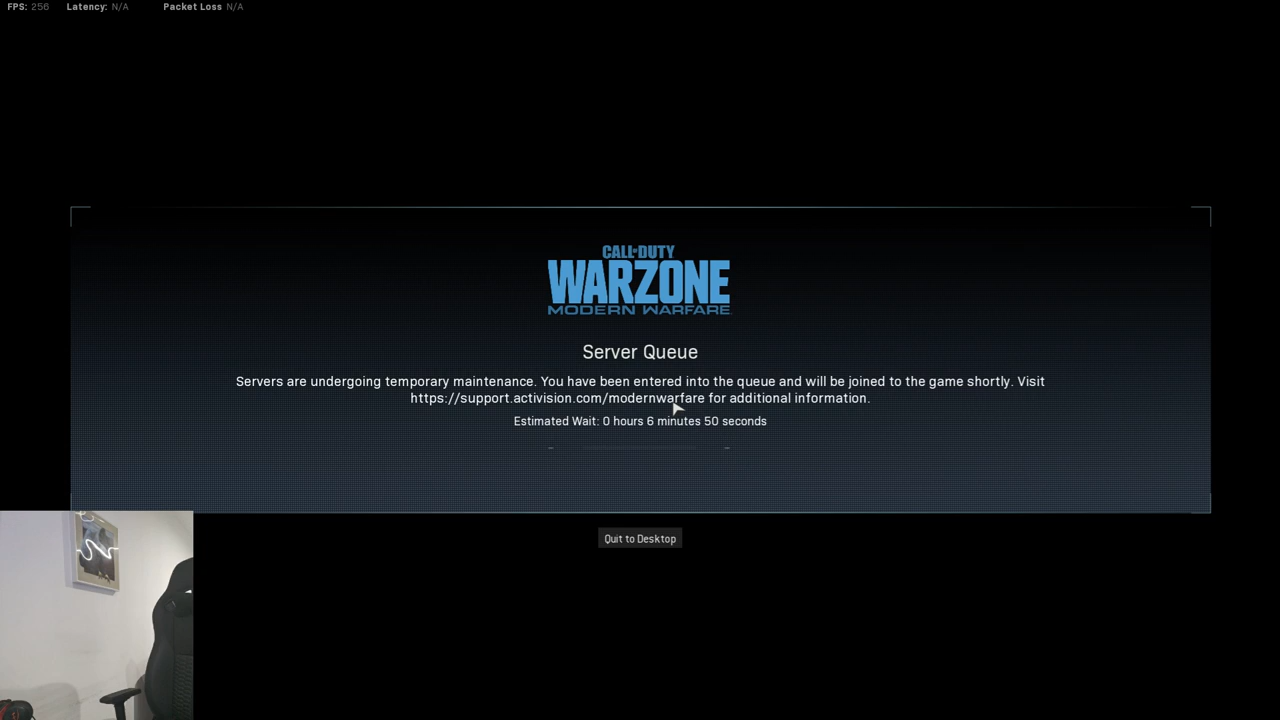 FPS: 256 Latency: N/A Packet Loss N/A
CALL OF DUTY
WARZONE
MODERN WARFARE
Server Queue
Servers are undergoing temporary maintenance. You have been entered into the queue and will be joined to the game shortly. Visit
https://support.activision.com/modernwarfare for additional information.
Estimated Wait: 0 hours 6 minutes 50 seconds
Quit to Desktop